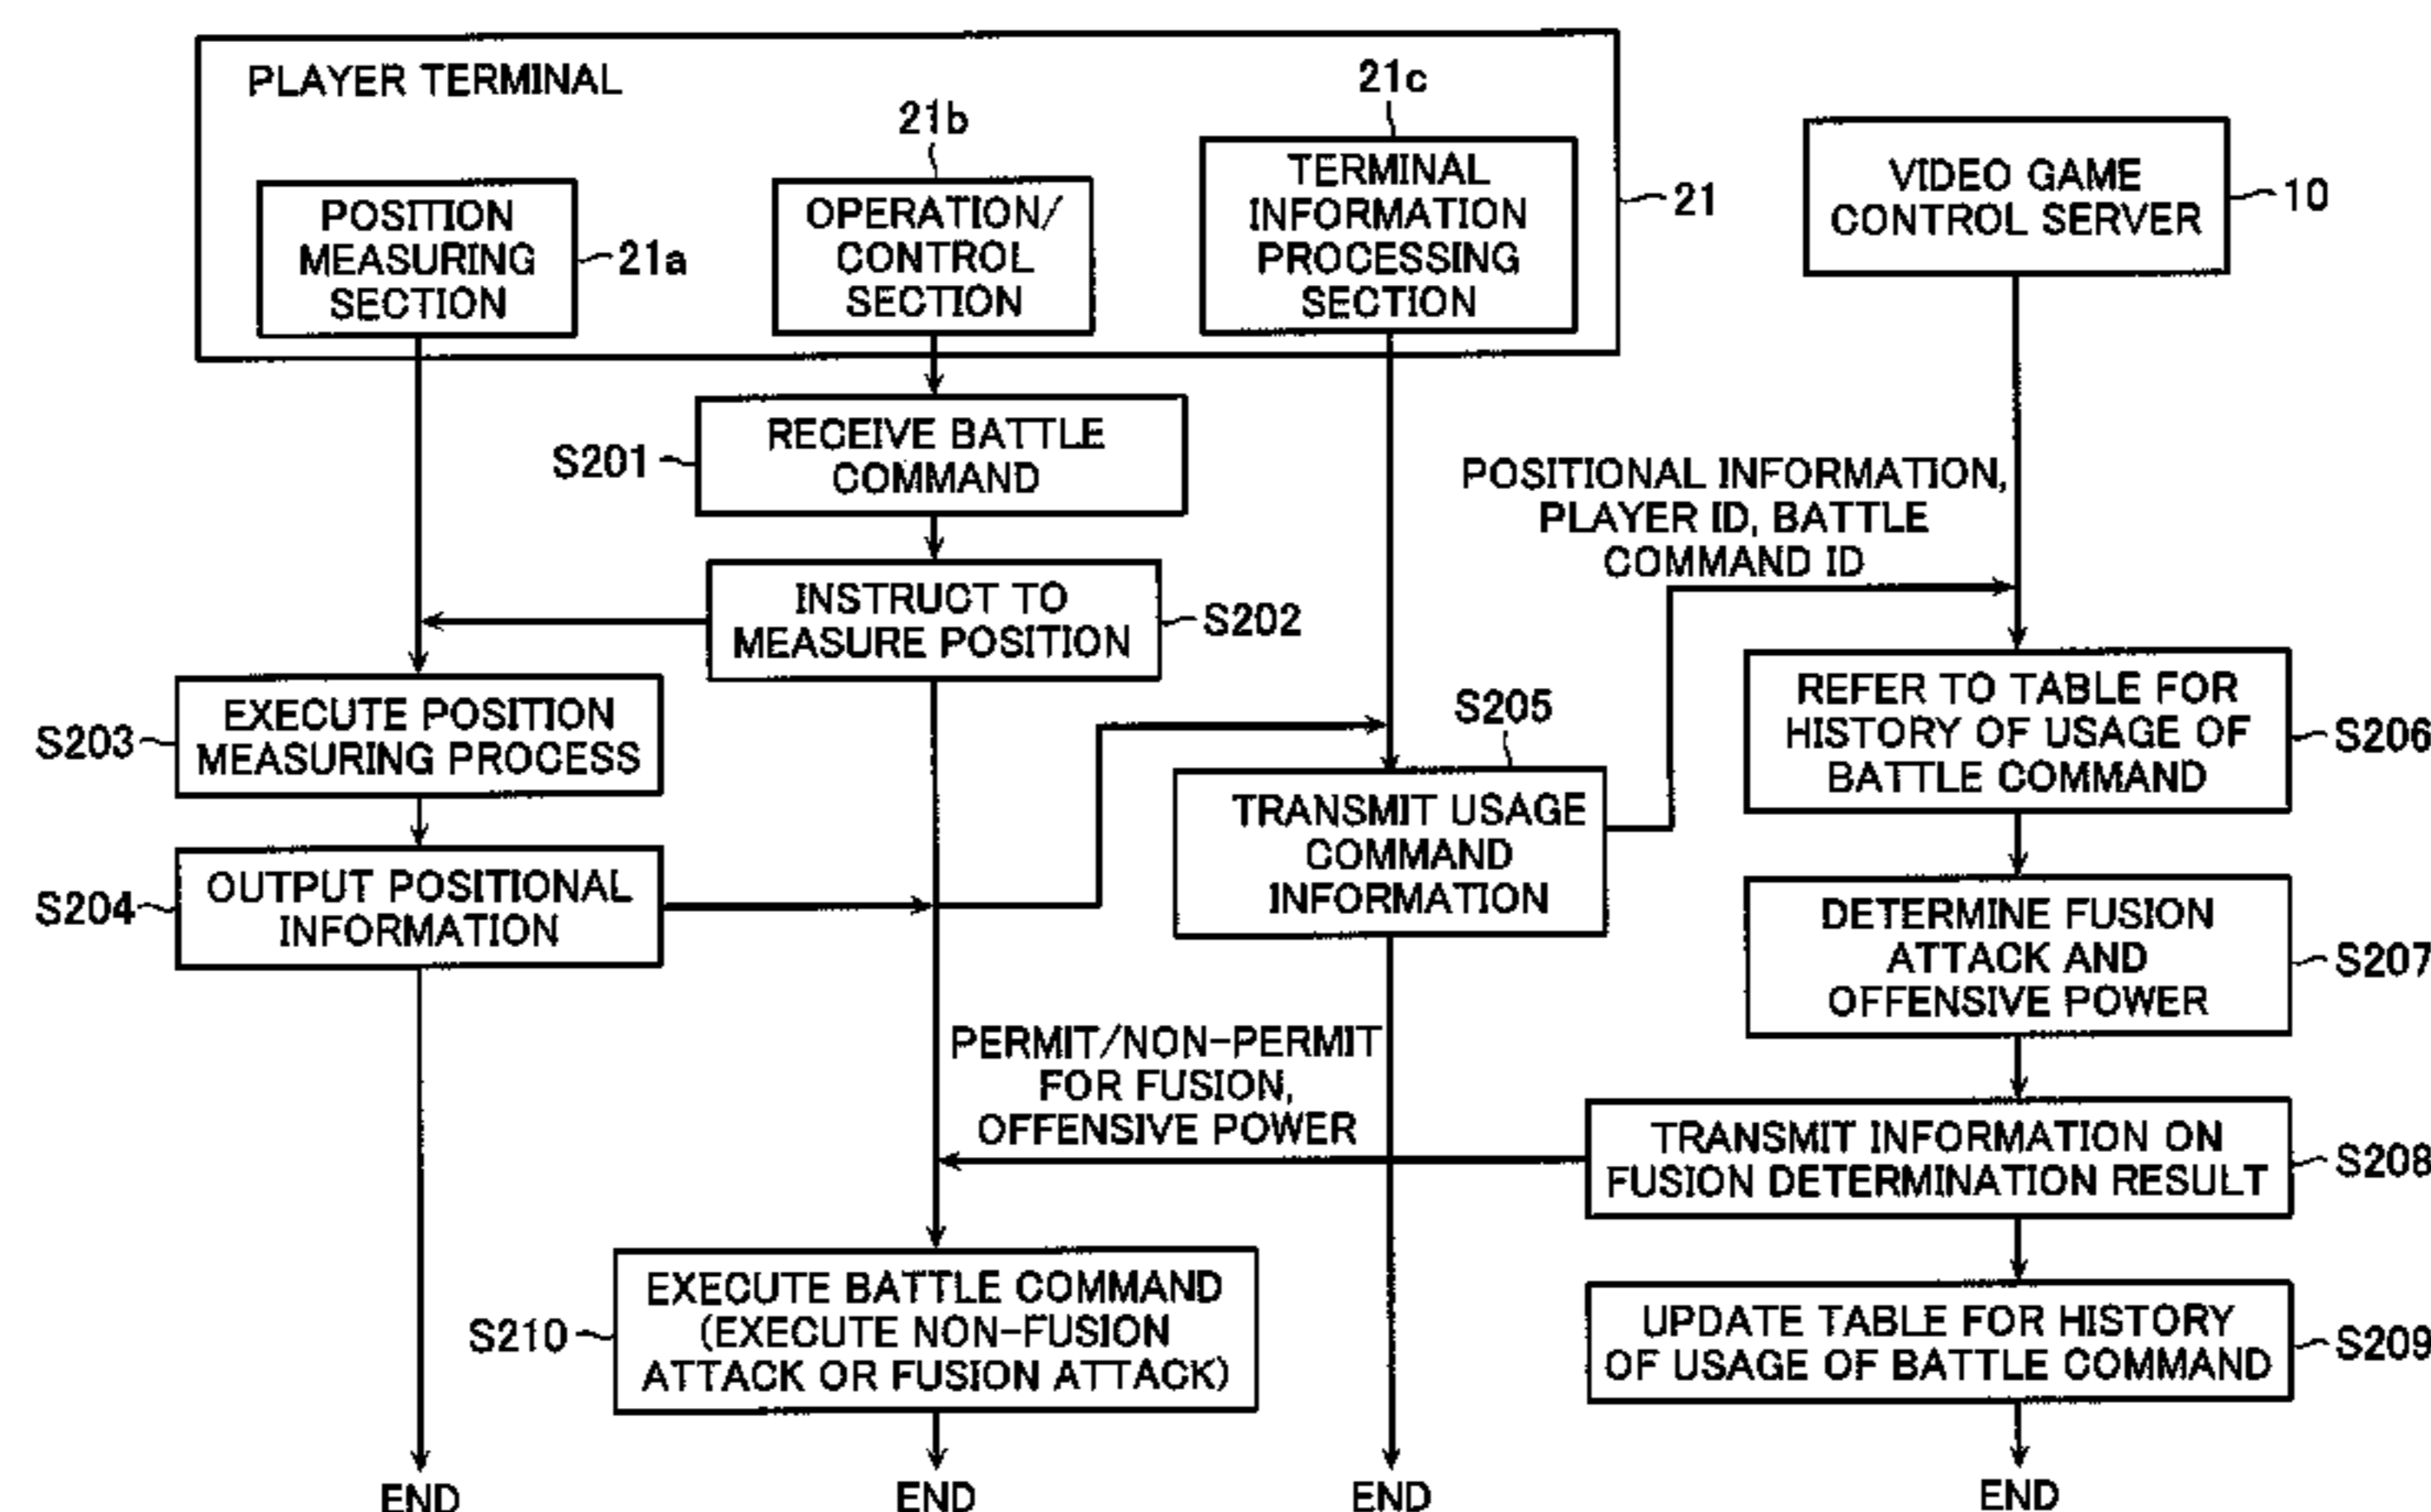 PLAYER TERMINAL
21c
21b
TERMINAL
INFORMATION
PROCESSING
SECTION
VIDEO GAME
CONTROL SERVER
10
21
POSITION
MEASURING
SECTION
21a
OPERATION/
CONTROL
SECTION
RECEIVE BATTLE
COMMAND
S201
POSITIONAL INFORMATION,
PLAYER ID, BATTLE
COMMAND ID
INSTRUCT TO
MEASURE POSITION
S202
EXECUTE POSITION
MEASURING PROCESS
S203
S205
REFER TO TABLE FOR
HISTORY OF USAGE OF
BATTLE COMMAND
S206
TRANSMIT USAGE
COMMAND
INFORMATION
OUTPUT POSITIONAL
INFORMATION
S204
DETERMINE FUSION
ATTACK AND
OFFENSIVE POWER
S207
PERMIT/NON-PERMIT
FOR FUSION,
OFFENSIVE POWER
TRANSMIT INFORMATION ON
FUSION DETERMINATION RESULT
S208
EXECUTE BATTLE COMMAND
(EXECUTE NON-FUSION
ATTACK OR FUSION ATTACK)
S210
UPDATE TABLE FOR HISTORY
OF USAGE OF BATTLE COMMAND
S209
END
END
END
END